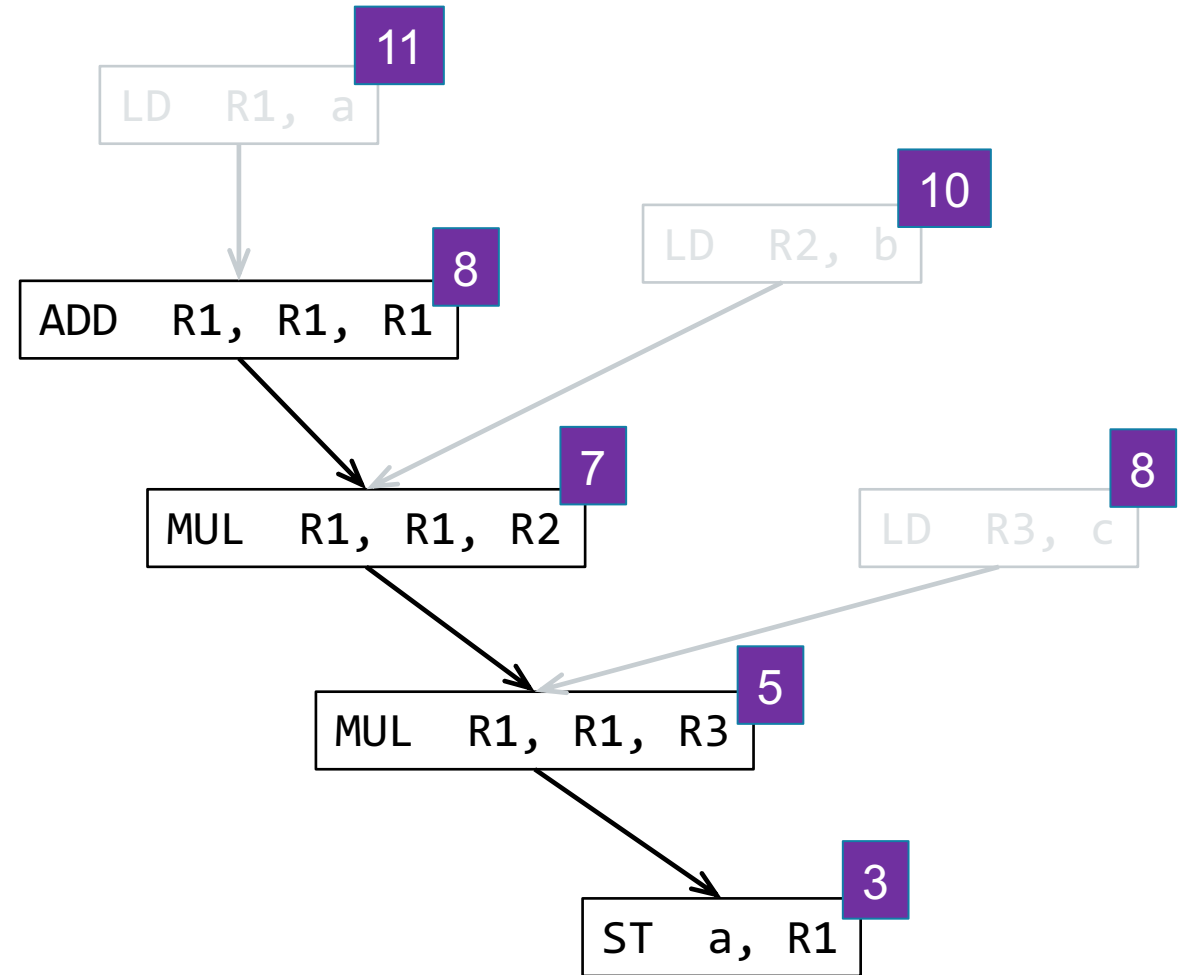 11
LD R1, a
10
LD R2, b
8
ADD R1, R1, R1
7
MUL R1, R1, R2
8
LD R3, c
5
MUL R1, R1, R3
3
ST a, R1